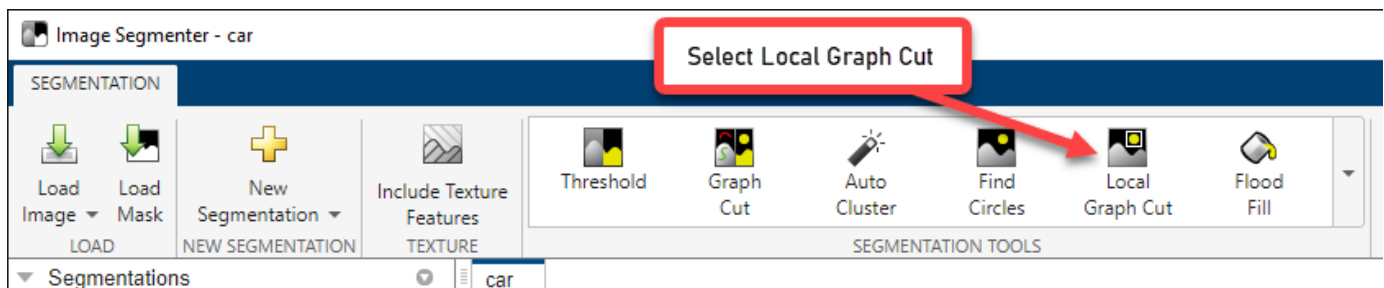 Image Segmenter - car
Select Local Graph Cut
SEGMENTATION
Load
Image
Load
Mask
New
Segmentation
Include Texture
Features
Threshold
Graph
Cut
Auto
Cluster
Find
Circles
Local
Graph Cut
Flood
Fill
LOAD
NEW SEGMENTATION
TEXTURE
SEGMENTATION TOOLS
Segmentations
car